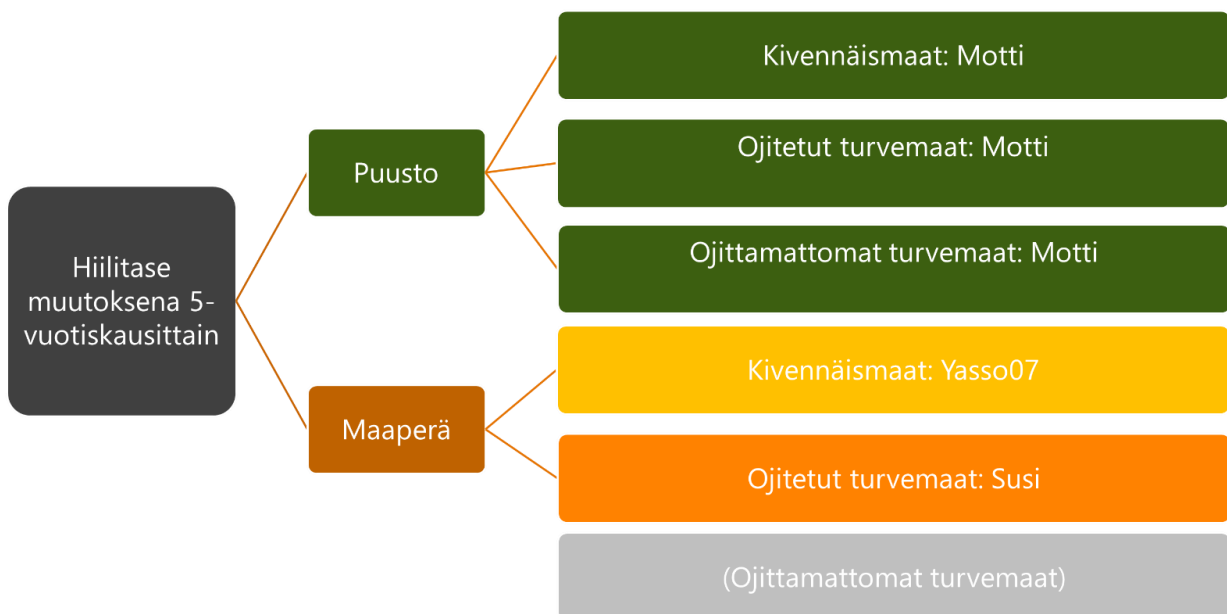 Hiilitase
muutoksena 5-
vuotiskausittain
Puusto
Kivennäismaat: Motti
Ojitetut turvemaat: Motti
Ojittamattomat turvemaat: Motti
Maaperä
Kivennäismaat: Yasso07
Ojitetut turvemaat: Susi
(Ojittamattomat turvemaat)